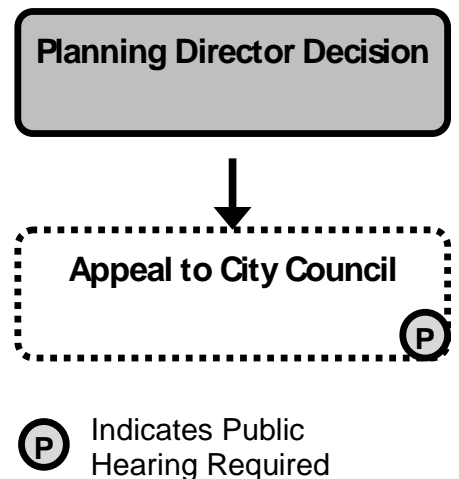 Planning Director Decision
Appeal to City Council
P
P
Indicates Public
Hearing Required